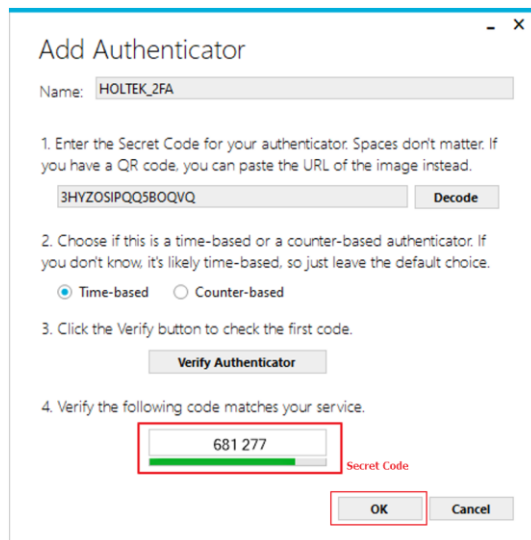 Add Authenticator
Name: HOLTEK_2FA
1. Enter the Secret Code for your authenticator. Spaces don't matter. If
you have a QR code, you can paste the URL of the image instead.
3HYZOSIPQQ5BOQVQ Decode
2. Choose if this is a time-based or a counter-based authenticator. If
you don't know, it's likely time-based, so just leave the default choice.
Time-based Counter-based
3. Click the Verify button to check the first code.
Verify Authenticator
4. Verify the following code matches your service.
681 277
Secret Code
OK Cancel